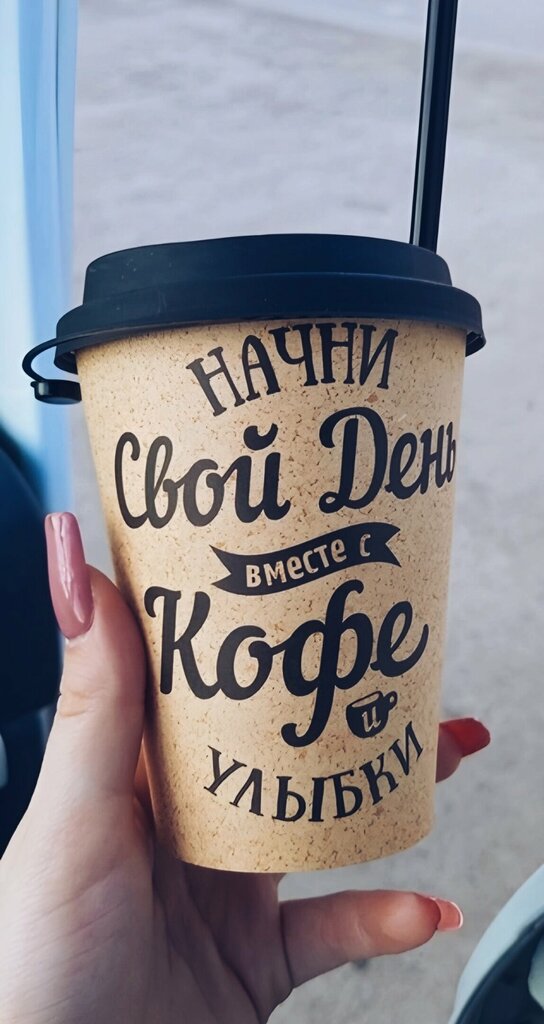 НАЧНИ
Свой День
вместе с
Кофе
и
УЛЫБКИ